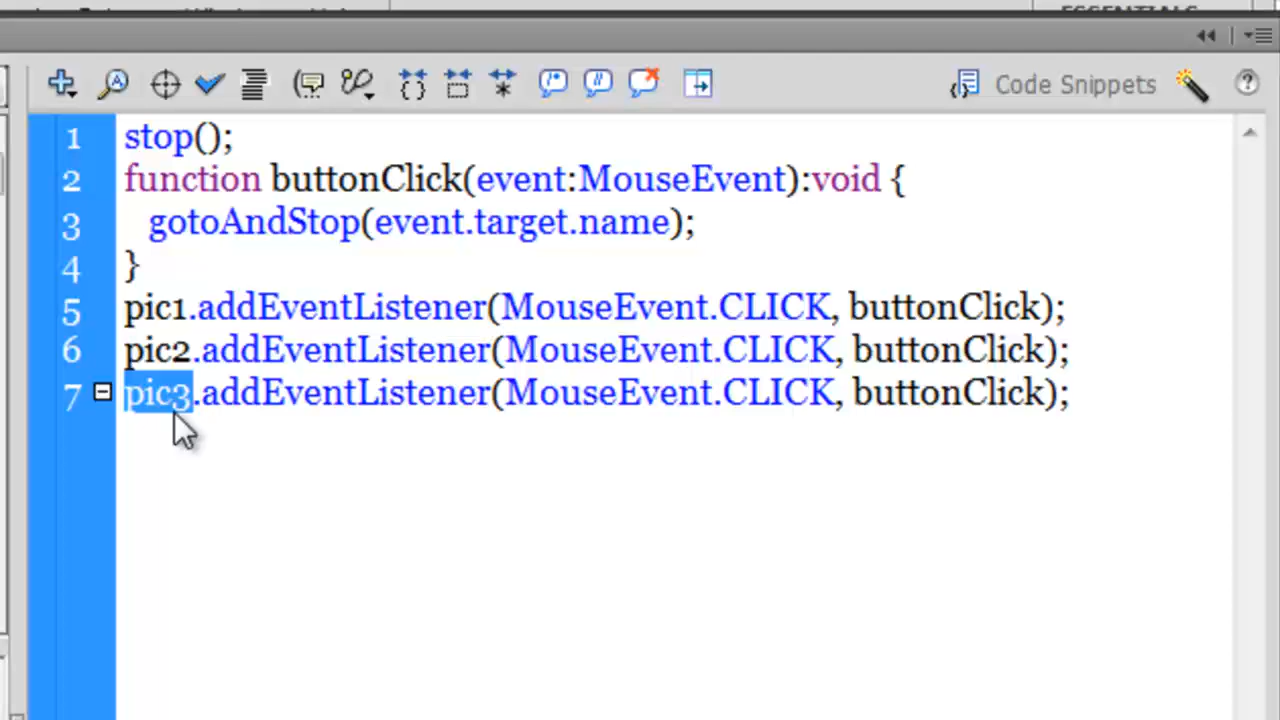 Code Snippets
1 stop();
2 function buttonClick(event:MouseEvent):void {
3 gotoAndStop(event.target.name);
4 }
5 pic1.addEventListener(MouseEvent.CLICK, buttonClick);
6 pic2.addEventListener(MouseEvent.CLICK, buttonClick);
7 pic3.addEventListener(MouseEvent.CLICK, buttonClick);